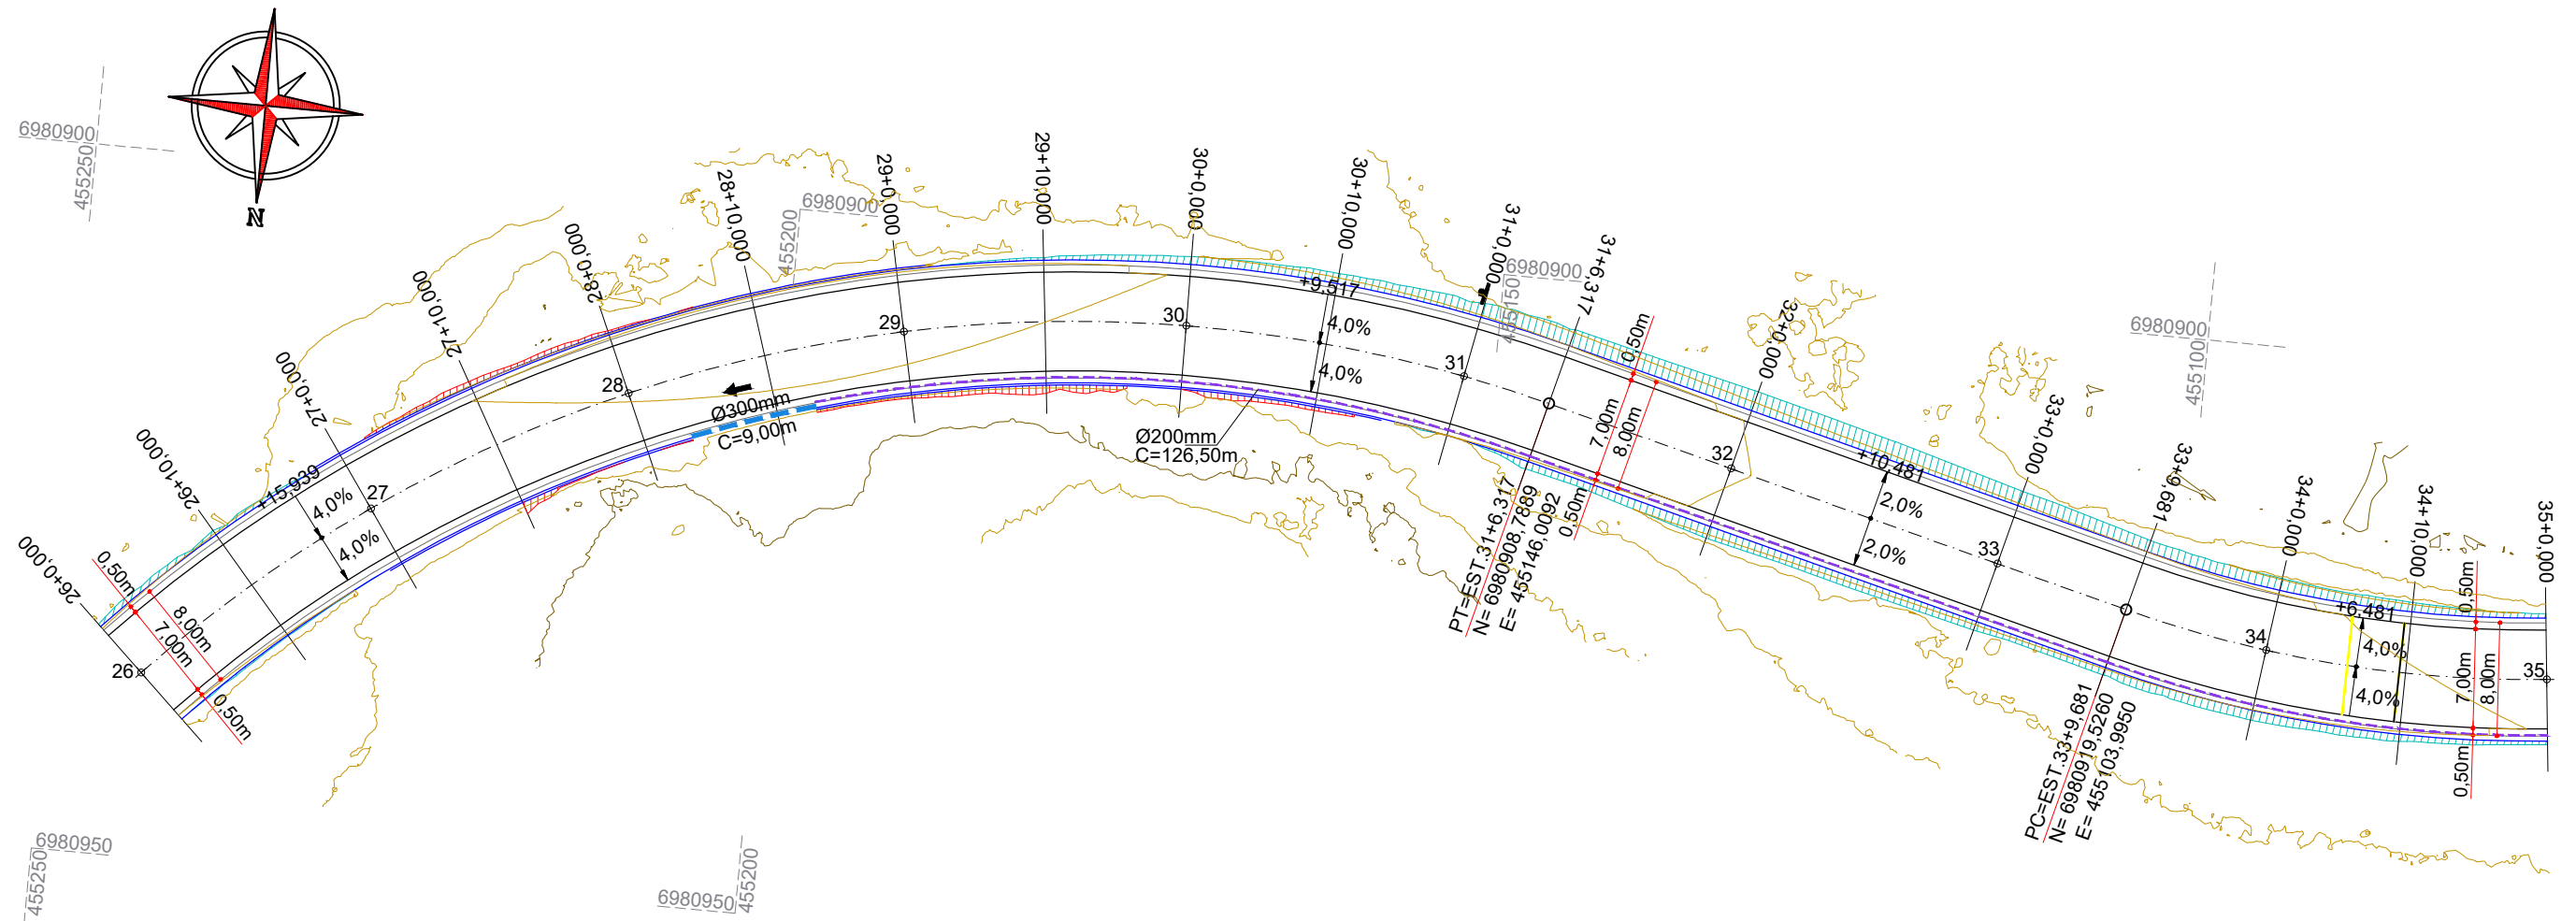 N
6980900
455250
6980900
455200
6980900
455150
6980900
455100
6980950
455250
6980950
455200
26+0,000
26+10,000
27+0,000
27+10,000
28+0,000
28+10,000
29+0,000
29+10,000
30+0,000
30+10,000
31+0,000
31+6,317
32+0,000
33+0,000
33+9,681
34+0,000
34+10,000
35+0,000
26
27
28
29
30
31
32
33
34
35
0,50m
8,00m
7,00m
0,50m
+15,939
4,0%
4,0%
Ø300mm
C=9,00m
Ø200mm
C=126,50m
+9,517
4,0%
4,0%
0,50m
7,00m
8,00m
0,50m
PT=EST.31+6,317
N= 6980908,7889
E= 455146,0092
+10,481
2,0%
2,0%
PC=EST.33+9,681
N= 6980919,5260
E= 455103,9950
+6,481
4,0%
4,0%
0,50m
7,00m
8,00m
0,50m